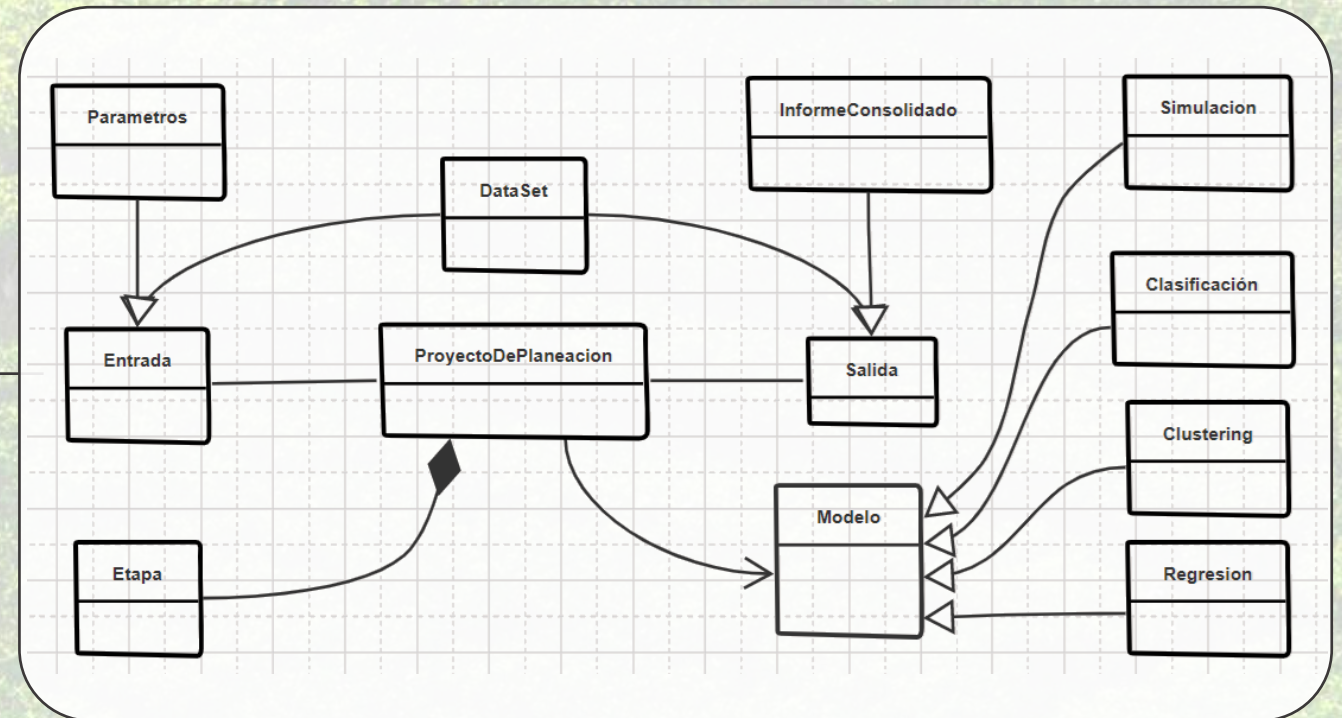 Parametros
InformeConsolidado
Simulacion
DataSet
Clasificación
Entrada
ProyectoDePlaneacion
Salida
Clustering
Modelo
Etapa
Regresion